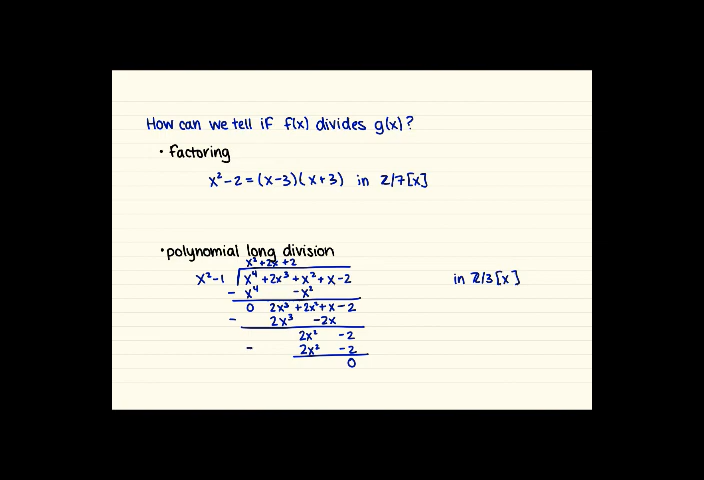 How can we tell if f(x) divides g(x)?
• factoring
x²-2 = (x-3)(x+3) in Z/7[x]
• polynomial long division
x²+2x+2
x²-1 x⁴+2x³+x²+x-2 in Z/3[x]
- x⁴ -x²
0 2x³+2x²+x-2
- 2x³ -2x
2x² -2
- 2x² -2
0